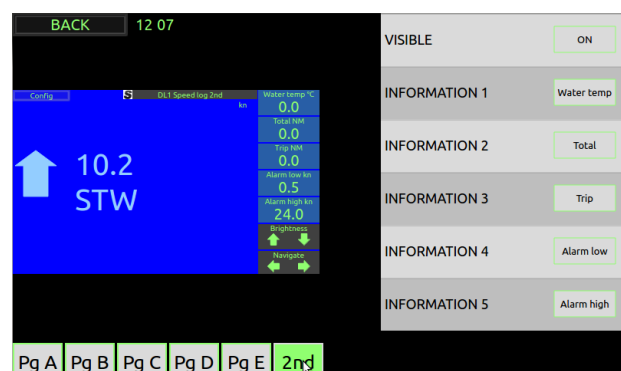 BACK 12 07
Config S DL1 Speed log 2nd
kn
10.2
STW
Water temp °C
0.0
Total NM
0.0
Trip NM
0.0
Alarm low kn
0.5
Alarm high kn
24.0
Brightness
Navigate
VISIBLE ON
INFORMATION 1 Water temp
INFORMATION 2 Total
INFORMATION 3 Trip
INFORMATION 4 Alarm low
INFORMATION 5 Alarm high
Pg A Pg B Pg C Pg D Pg E 2nd